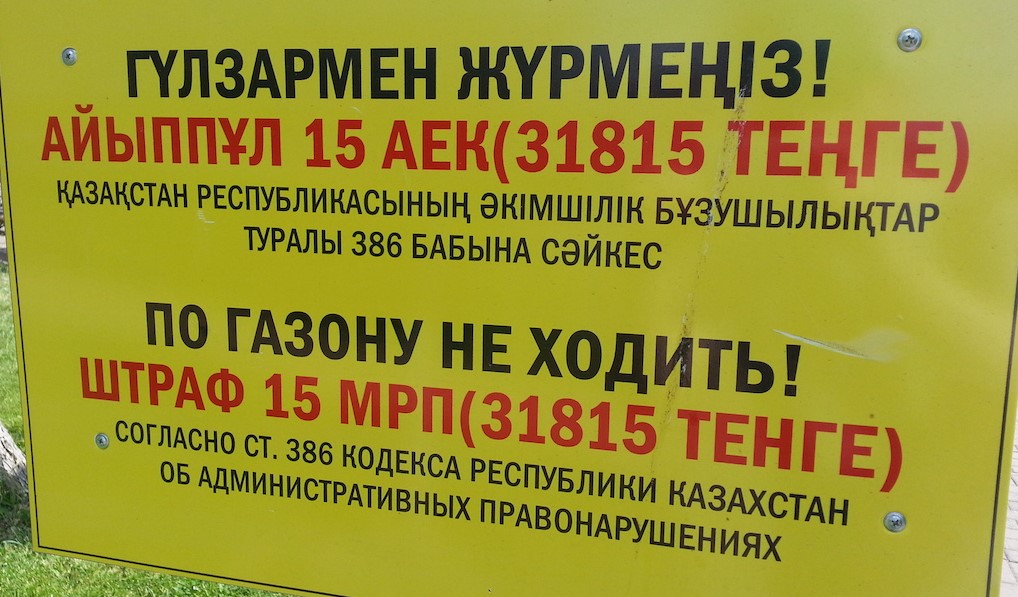 ГҮЛЗАРМЕН ЖҮРМЕҢІЗ!
АЙЫППҰЛ 15 АЕК(31815 ТЕҢГЕ)
ҚАЗАҚСТАН РЕСПУБЛИКАСЫНЫҢ ӘКІМШІЛІК БҰЗУШЫЛЫҚТАР
ТУРАЛЫ 386 БАБЫНА СӘЙКЕС
ПО ГАЗОНУ НЕ ХОДИТЬ!
ШТРАФ 15 МРП(31815 ТЕНГЕ)
СОГЛАСНО СТ. 386 КОДЕКСА РЕСПУБЛИКИ КАЗАХСТАН
ОБ АДМИНИСТРАТИВНЫХ ПРАВОНАРУШЕНИЯХ